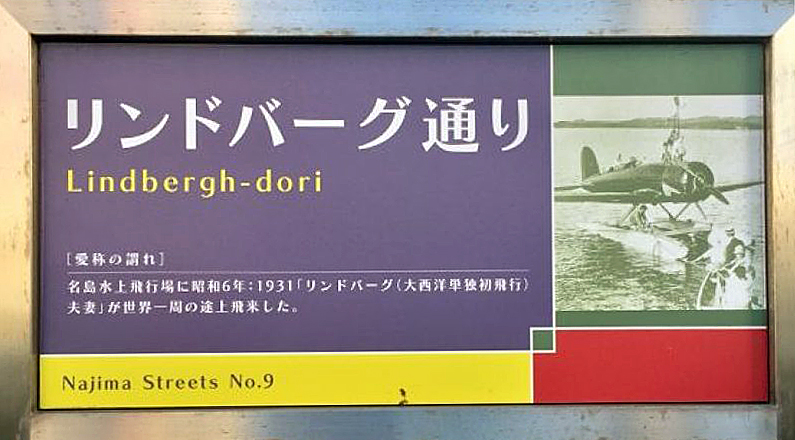 リンドバーグ通り
Lindbergh-dori
[愛称の謂れ]
名島水上飛行場に昭和6年:1931「リンドバーグ(大西洋単独初飛行)
夫妻」が世界一周の途上飛来した。
Najima Streets No.9